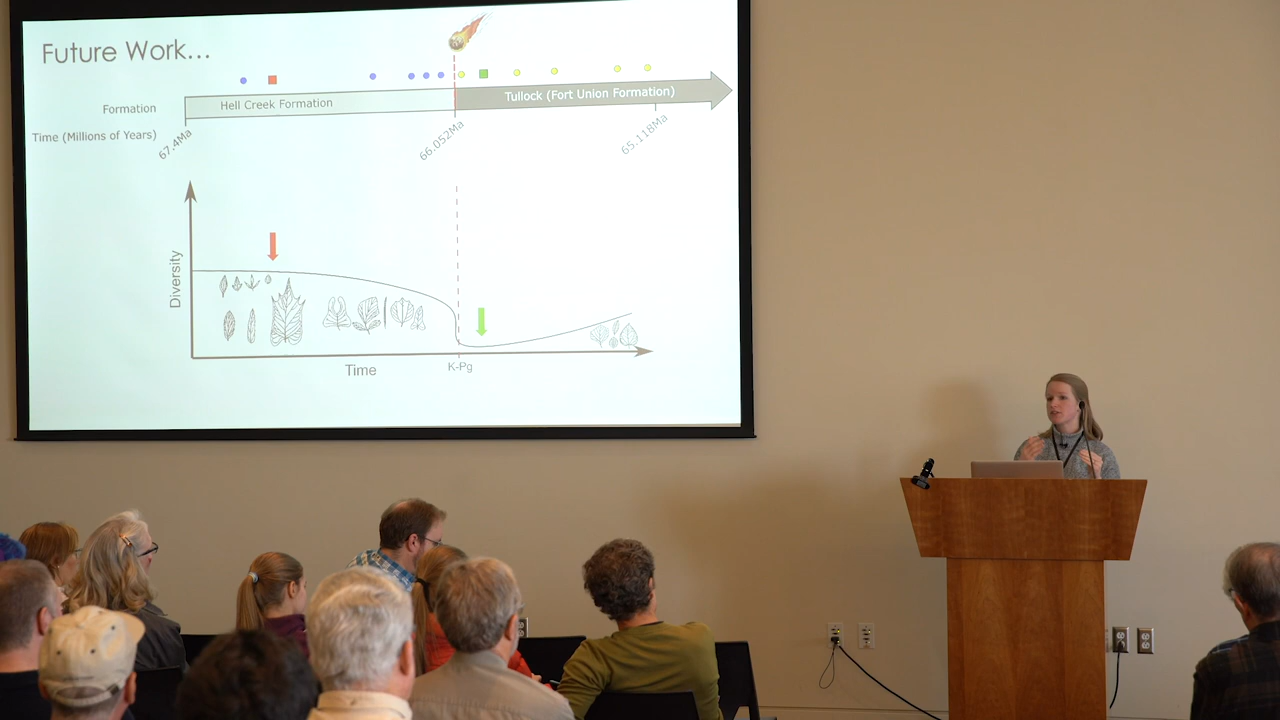 Future Work...
Formation
Hell Creek Formation
Tullock (Fort Union Formation)
Time (Millions of Years)
67.4Ma
66.052Ma
65.118Ma
Diversity
Time
K-Pg